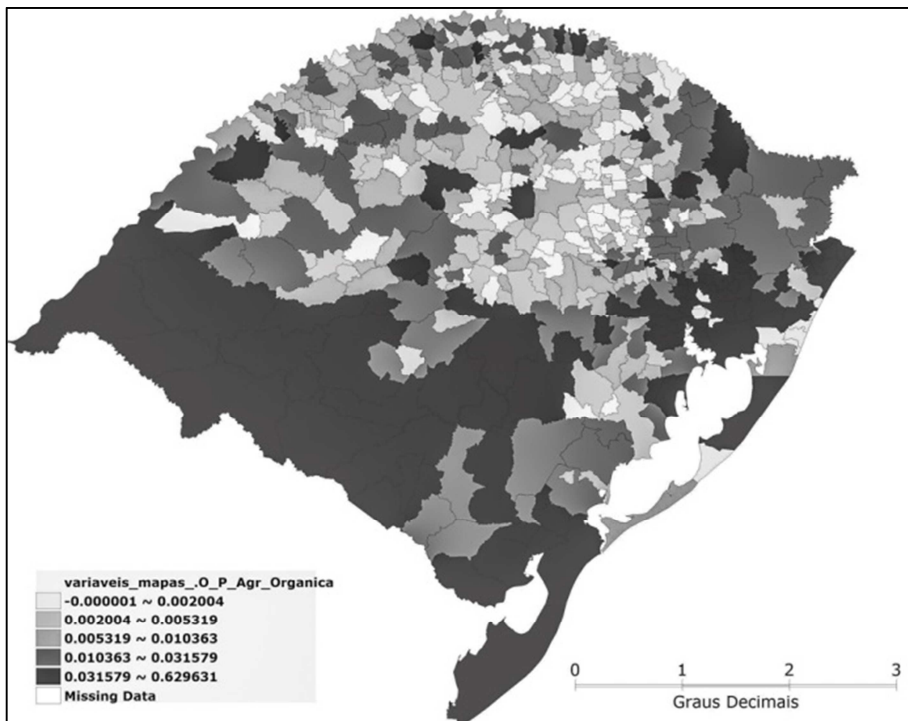 variaveis_mapas_.O_P_Agr_Organica
-0.000001 ~ 0.002004
0.002004 ~ 0.005319
0.005319 ~ 0.010363
0.010363 ~ 0.031579
0.031579 ~ 0.629631
Missing Data
0 1 2 3
Graus Decimais